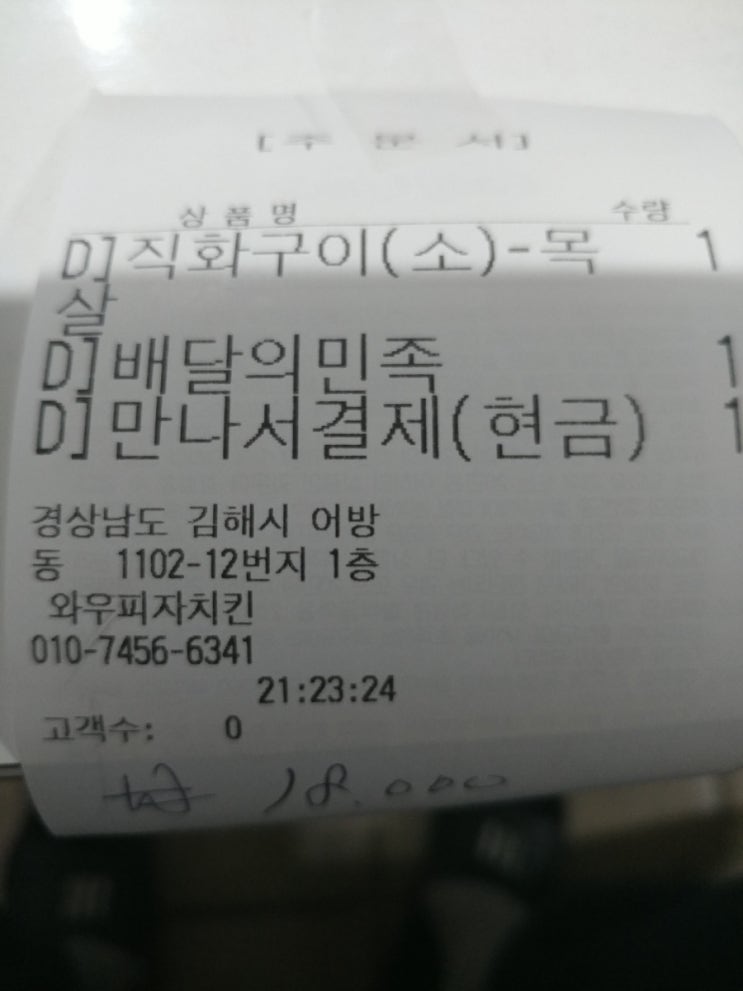 [주 문 서]
상 품 명 수량
D]직화구이(소)-목 1
살
D]배달의민족 1
D]만나서결제(현금) 1
경상남도 김해시 어방
동 1102-12번지 1층
와우피자치킨
010-7456-6341
21:23:24
고객수: 0
18.000